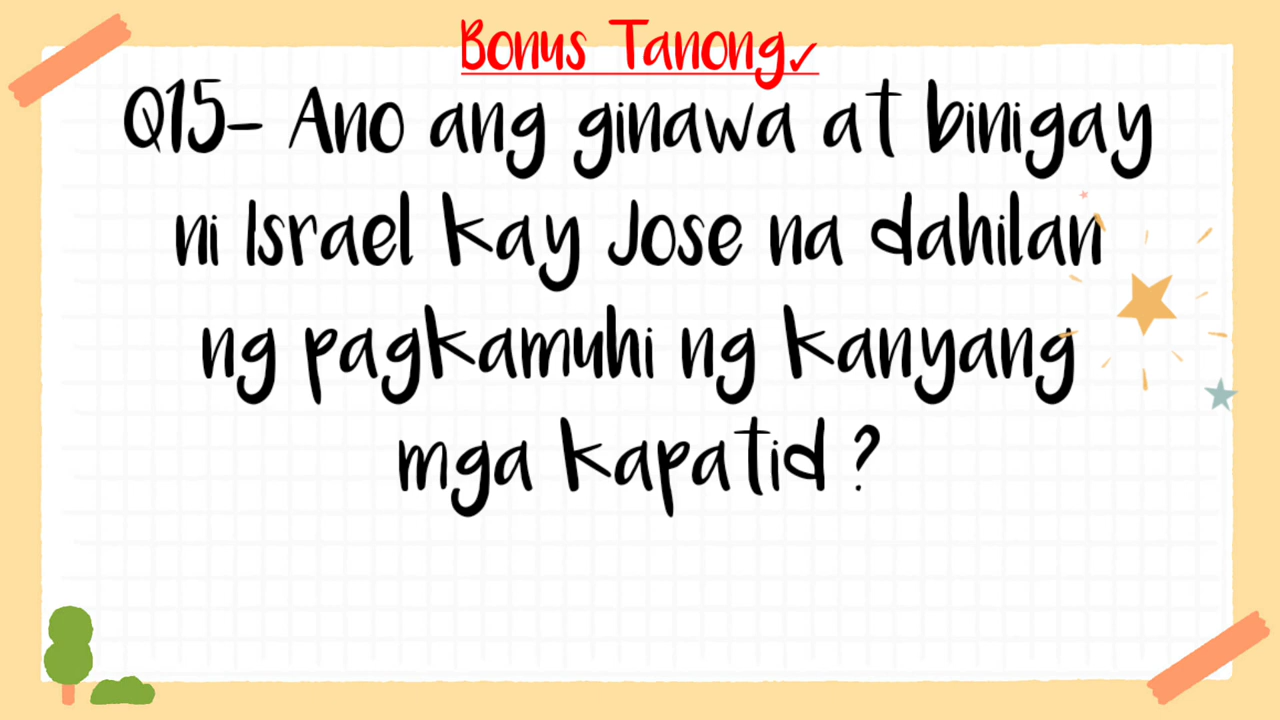 Bonus Tanong✓
Q15- Ano ang ginawa at binigay
ni Israel kay Jose na dahilan
ng pagkamuhi ng kanyang
mga kapatid ?